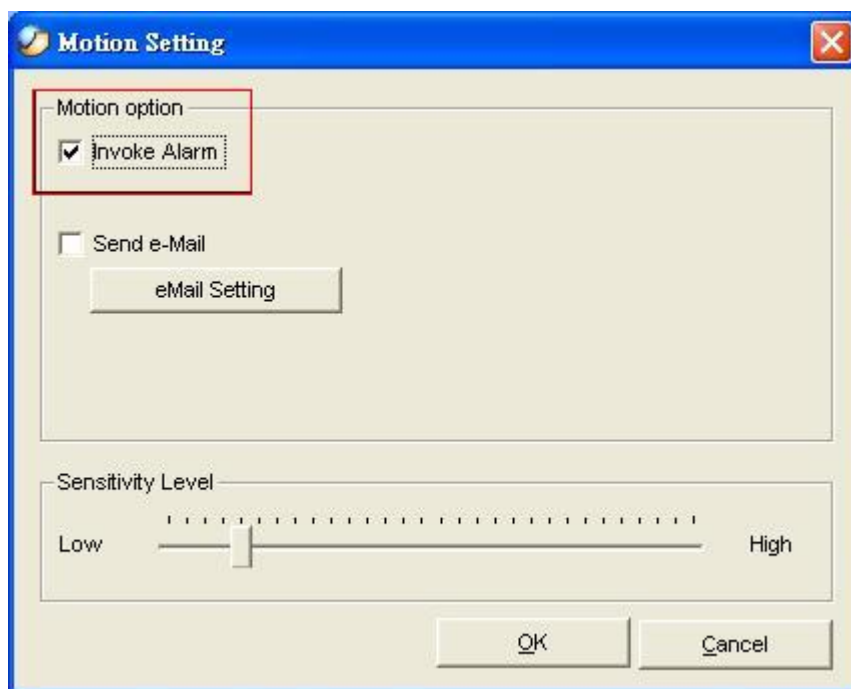 Motion Setting
Motion option
Invoke Alarm
Send e-Mail
eMail Setting
Sensitivity Level
Low
High
OK
Cancel